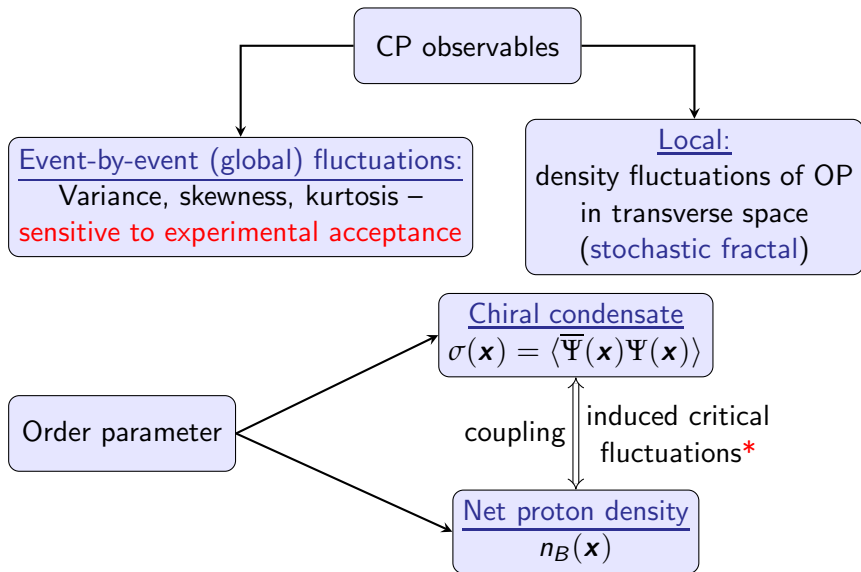 CP observables
Event-by-event (global) fluctuations:
Variance, skewness, kurtosis –
sensitive to experimental acceptance
Local:
density fluctuations of OP
in transverse space
(stochastic fractal)
Chiral condensate
σ(𝒙) = ⟨Ψ̅(𝒙)Ψ(𝒙)⟩
Order parameter
coupling
induced critical
fluctuations*
Net proton density
n_B(𝒙)